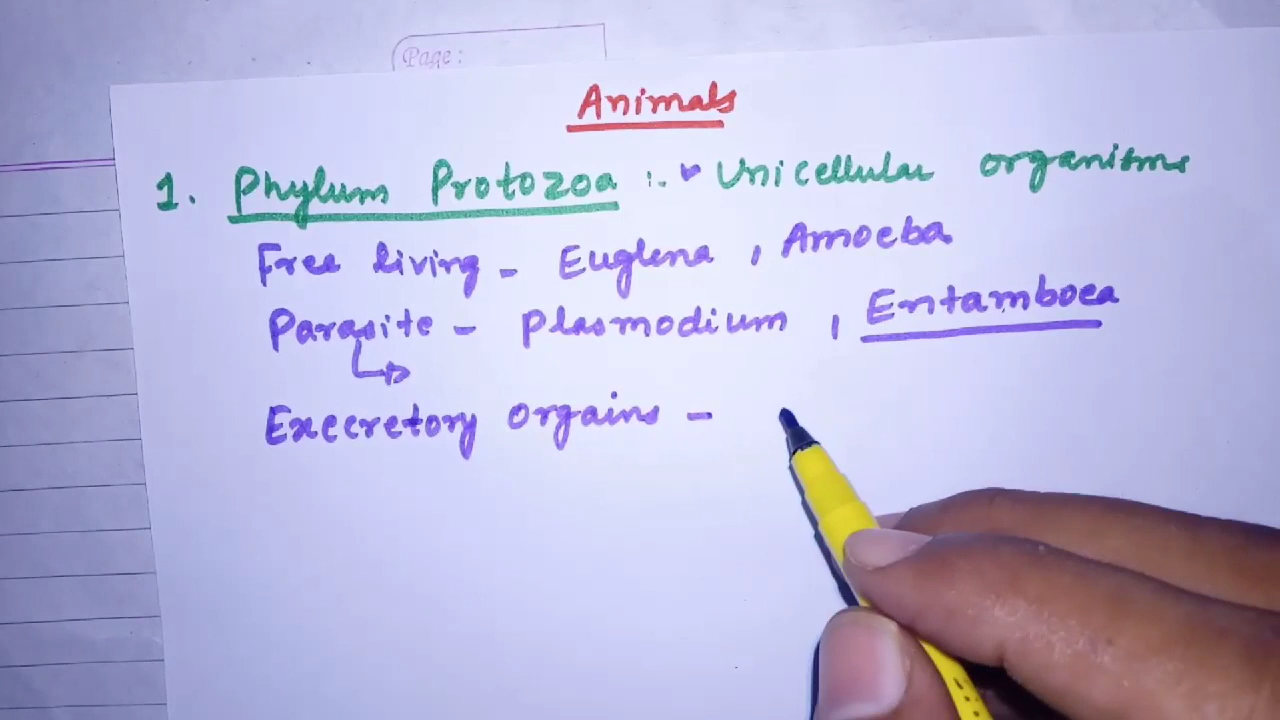 Page :
Animals
1. Phylum Protozoa :. Unicellular organisms
Free living - Euglena , Amoeba
Parasite - Plasmodium , Entamboea
Execretory orgains -